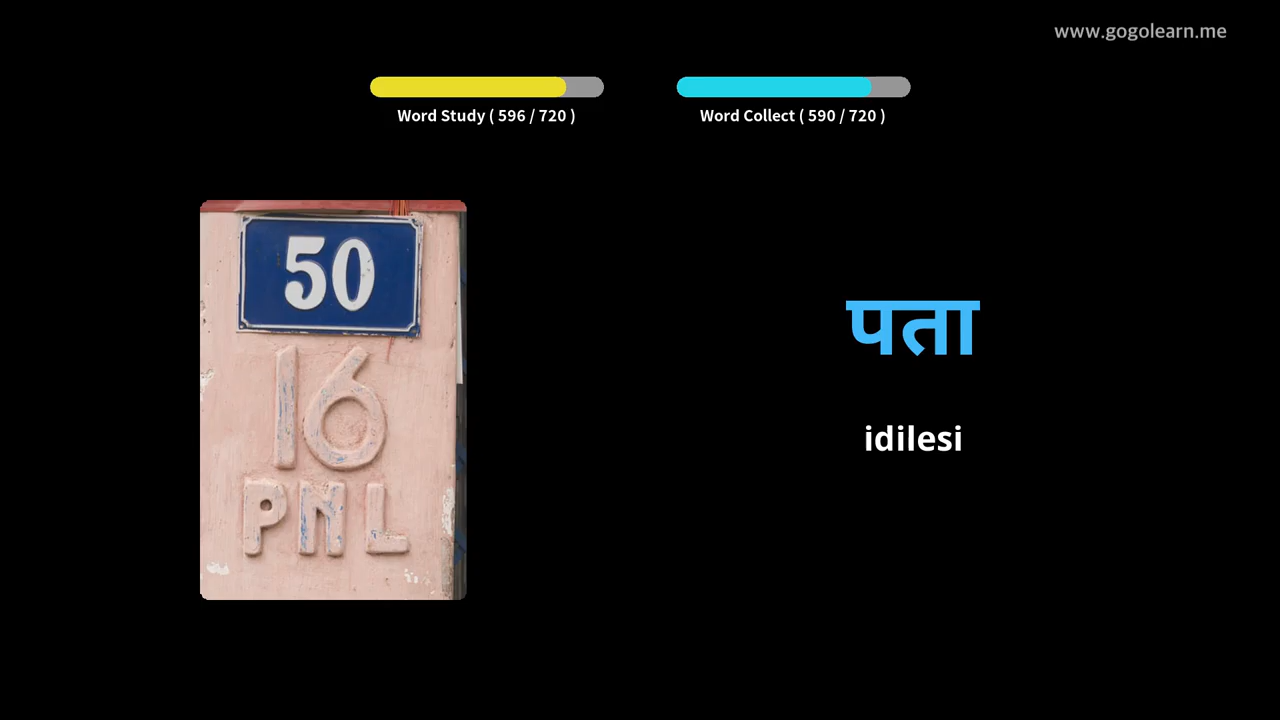 www.gogolearn.me
Word Study ( 596 / 720 )
Word Collect ( 590 / 720 )
50
16
PNL
पता
idilesi